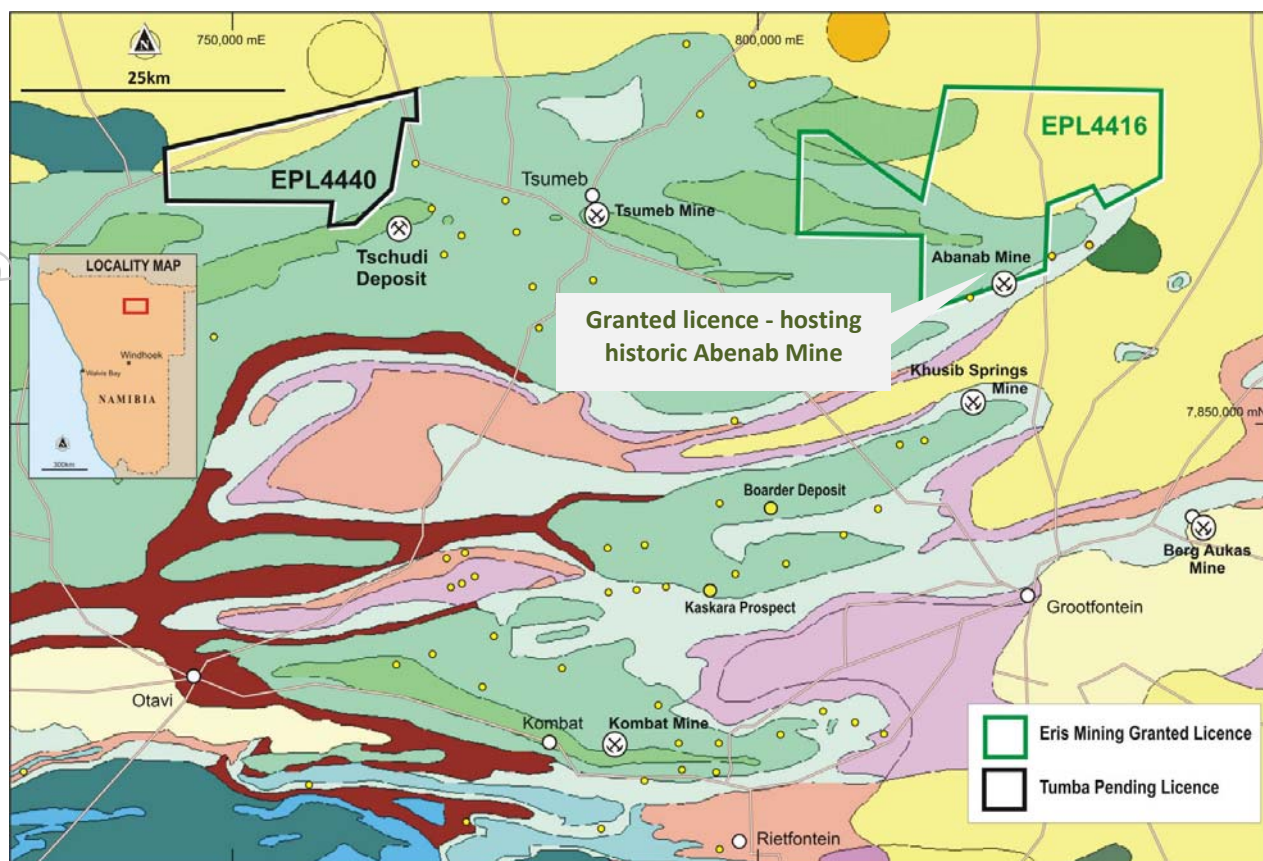 750,000 mE
800,000 mE
N
25km
EPL4416
EPL4440
Tsumeb
Tsumeb Mine
Tschudi
Deposit
LOCALITY MAP
Windhoek
Walvis Bay
NAMIBIA
300km
Abanab Mine
Granted licence - hosting
historic Abenab Mine
Khusib Springs
Mine
7,850,000 mN
Boarder Deposit
Berg Aukas
Mine
Kaskara Prospect
Grootfontein
Otavi
Kombat
Kombat Mine
Eris Mining Granted Licence
Tumba Pending Licence
Rietfontein